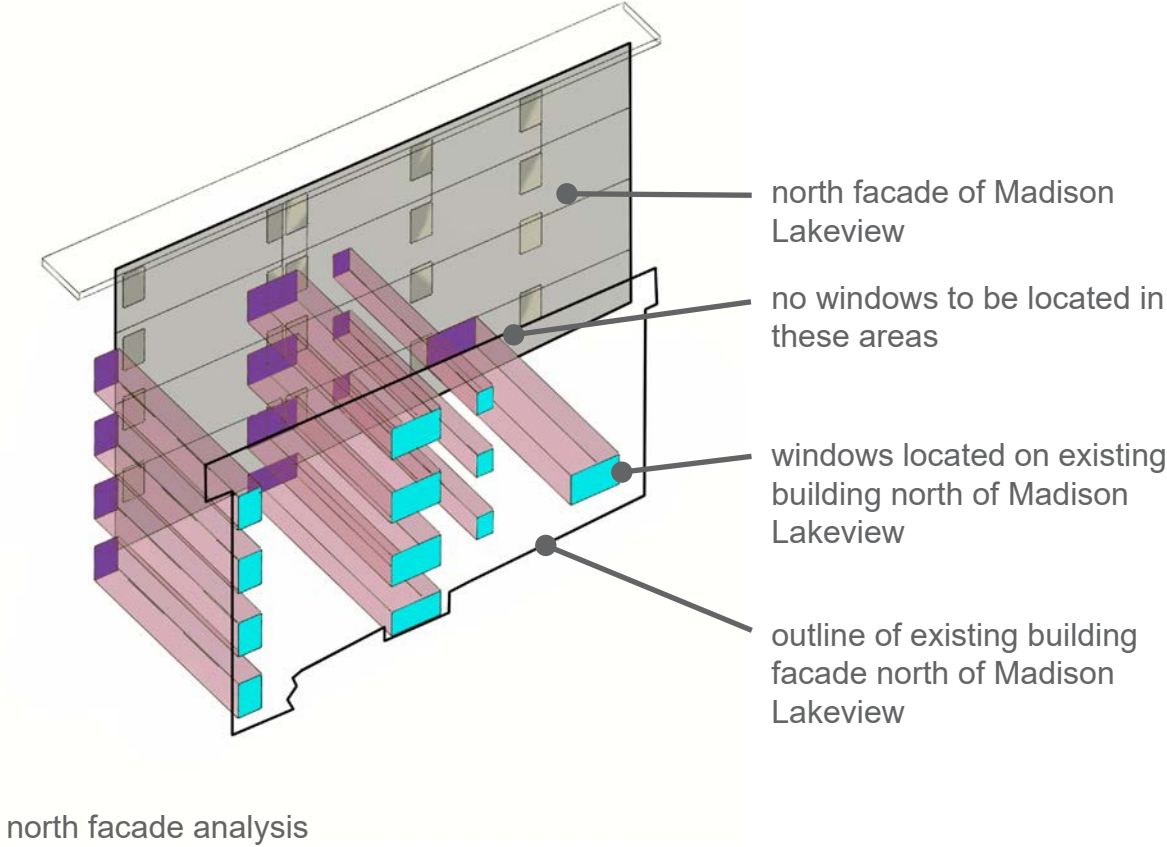 north facade of Madison
Lakeview
no windows to be located in
these areas
windows located on existing
building north of Madison
Lakeview
outline of existing building
facade north of Madison
Lakeview
north facade analysis